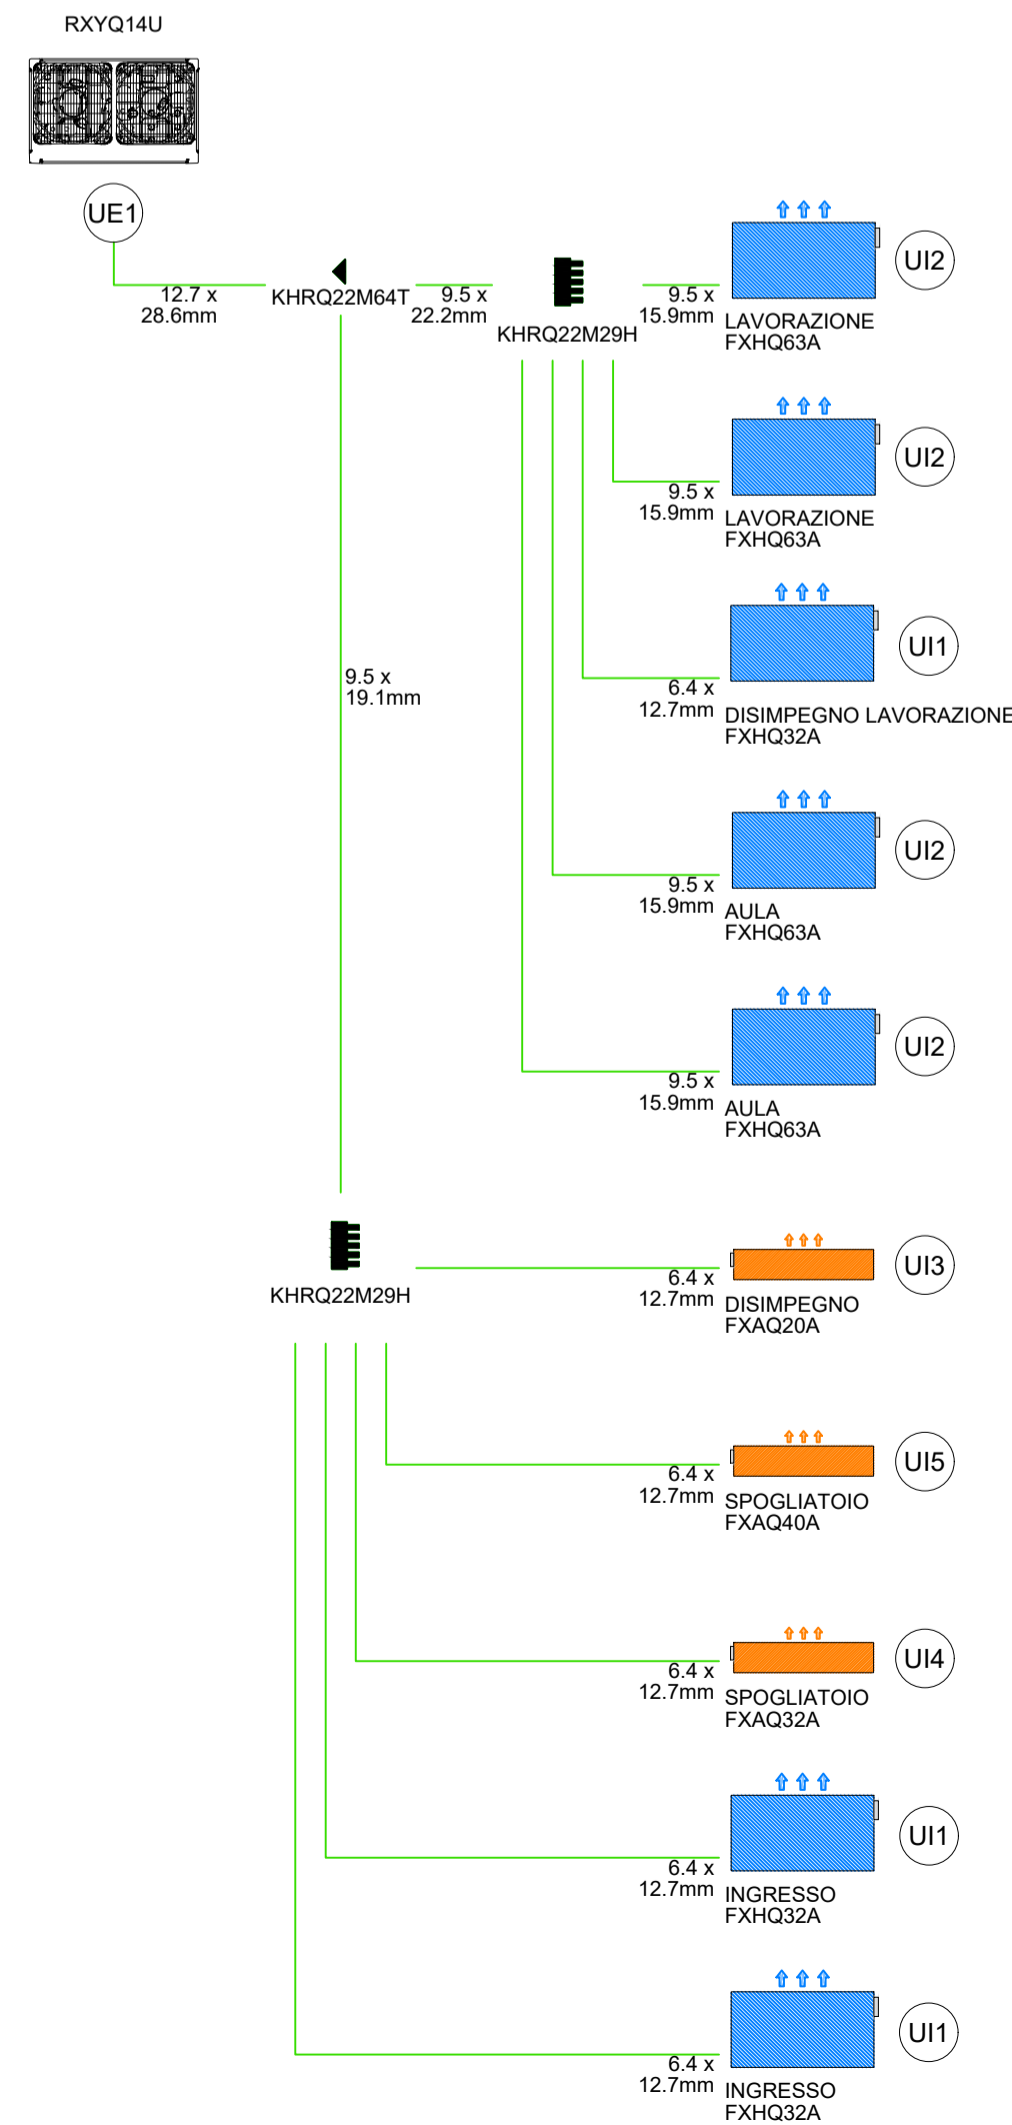 RXYQ14U
UE1
12.7 x
28.6mm
KHRQ22M64T
9.5 x
22.2mm
KHRQ22M29H
9.5 x
15.9mm
LAVORAZIONE
FXHQ63A
UI2
9.5 x
15.9mm
LAVORAZIONE
FXHQ63A
UI2
6.4 x
12.7mm
DISIMPEGNO LAVORAZIONE
FXHQ32A
UI1
9.5 x
19.1mm
9.5 x
15.9mm
AULA
FXHQ63A
UI2
9.5 x
15.9mm
AULA
FXHQ63A
UI2
KHRQ22M29H
6.4 x
12.7mm
DISIMPEGNO
FXAQ20A
UI3
6.4 x
12.7mm
SPOGLIATOIO
FXAQ40A
UI5
6.4 x
12.7mm
SPOGLIATOIO
FXAQ32A
UI4
6.4 x
12.7mm
INGRESSO
FXHQ32A
UI1
6.4 x
12.7mm
INGRESSO
FXHQ32A
UI1